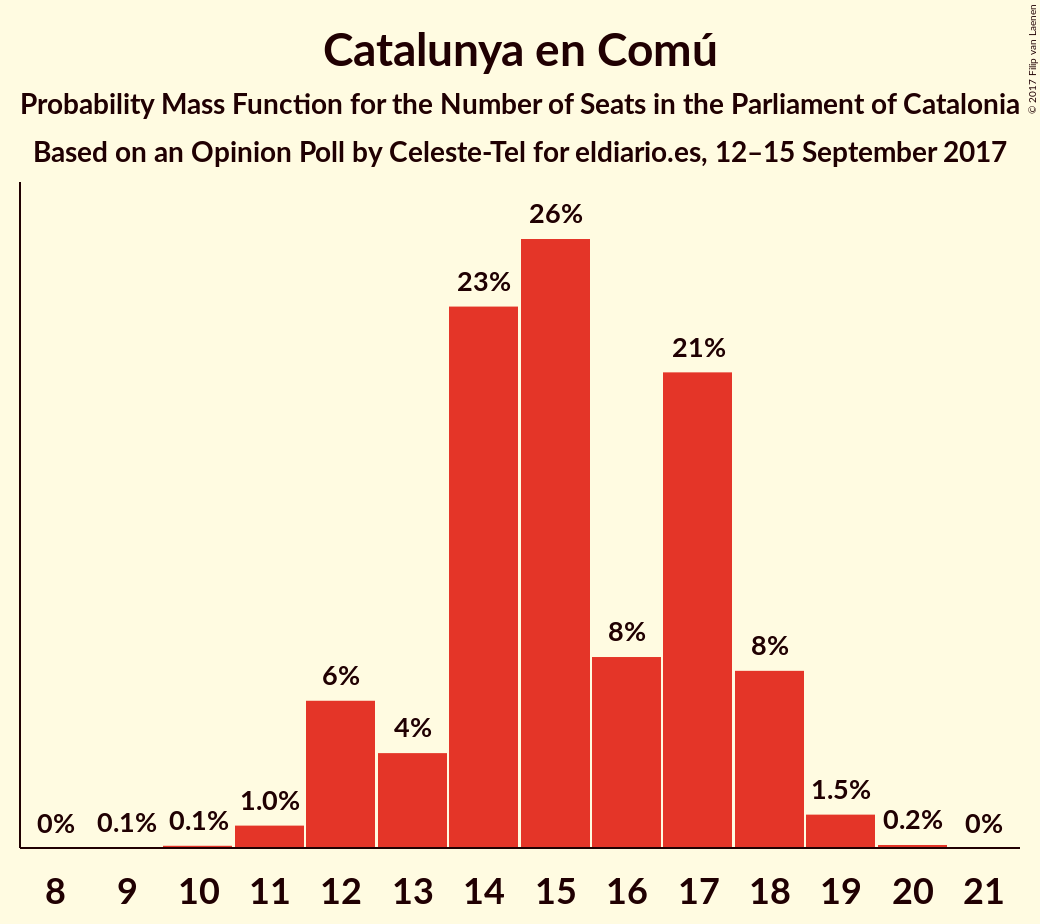 Catalunya en Comú
Probability Mass Function for the Number of Seats in the Parliament of Catalonia
Based on an Opinion Poll by Celeste-Tel for eldiario.es, 12–15 September 2017
© 2017 Filip van Laenen
0%
0.1%
0.1%
1.0%
6%
4%
23%
26%
8%
21%
8%
1.5%
0.2%
0%
8 9 10 11 12 13 14 15 16 17 18 19 20 21